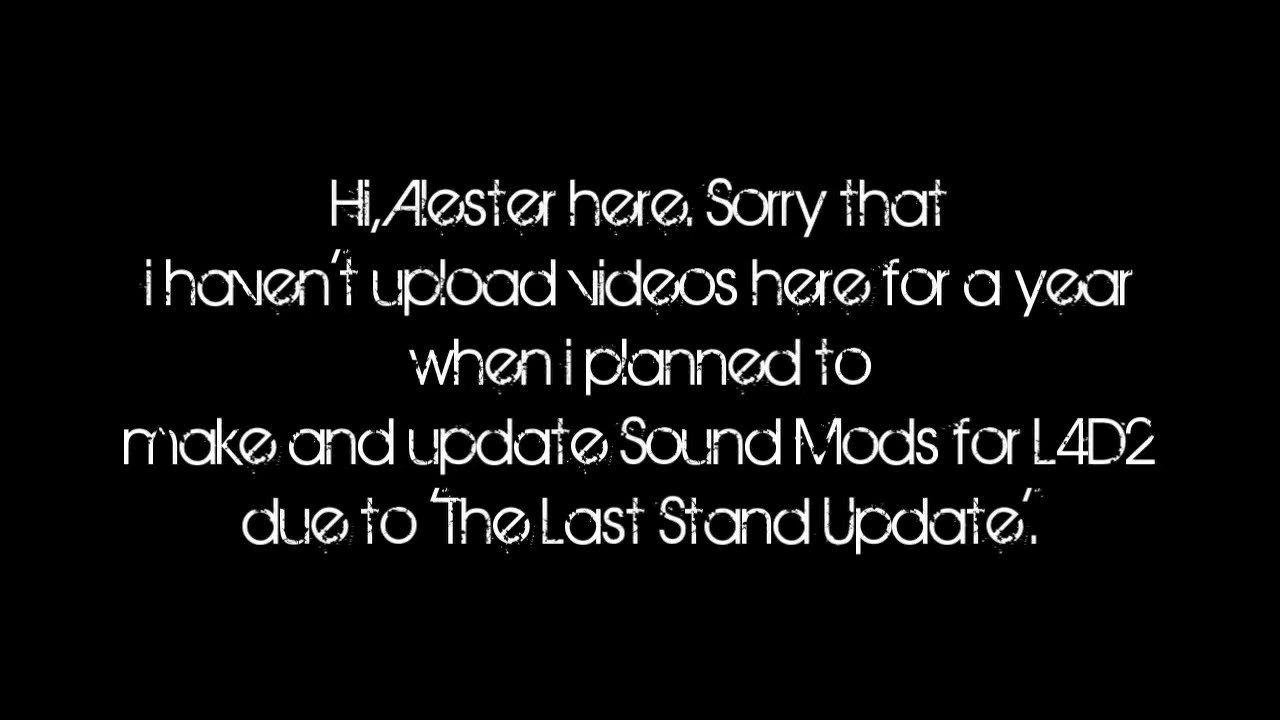 Hi,Alester here. Sorry that
i haven't upload videos here for a year
when i planned to
make and update Sound Mods for L4D2
due to 'The Last Stand Update'.